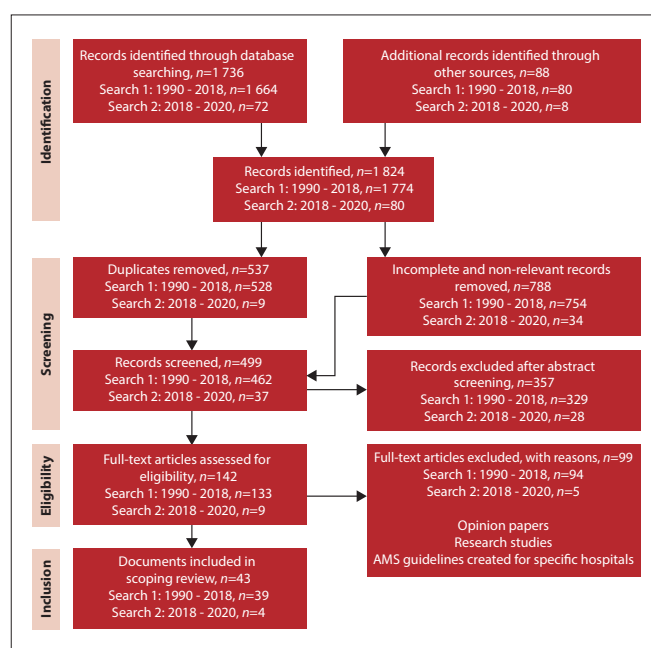 Identification
Records identified through database
searching, n=1 736
Search 1: 1990 - 2018, n=1 664
Search 2: 2018 - 2020, n=72
Additional records identified through
other sources, n=88
Search 1: 1990 - 2018, n=80
Search 2: 2018 - 2020, n=8
Records identified, n=1 824
Search 1: 1990 - 2018, n=1 774
Search 2: 2018 - 2020, n=80
Screening
Duplicates removed, n=537
Search 1: 1990 - 2018, n=528
Search 2: 2018 - 2020, n=9
Incomplete and non-relevant records
removed, n=788
Search 1: 1990 - 2018, n=754
Search 2: 2018 - 2020, n=34
Records screened, n=499
Search 1: 1990 - 2018, n=462
Search 2: 2018 - 2020, n=37
Records excluded after abstract
screening, n=357
Search 1: 1990 - 2018, n=329
Search 2: 2018 - 2020, n=28
Eligibility
Full-text articles assessed for
eligibility, n=142
Search 1: 1990 - 2018, n=133
Search 2: 2018 - 2020, n=9
Full-text articles excluded, with reasons, n=99
Search 1: 1990 - 2018, n=94
Search 2: 2018 - 2020, n=5
Opinion papers
Research studies
AMS guidelines created for specific hospitals
Inclusion
Documents included in
scoping review, n=43
Search 1: 1990 - 2018, n=39
Search 2: 2018 - 2020, n=4